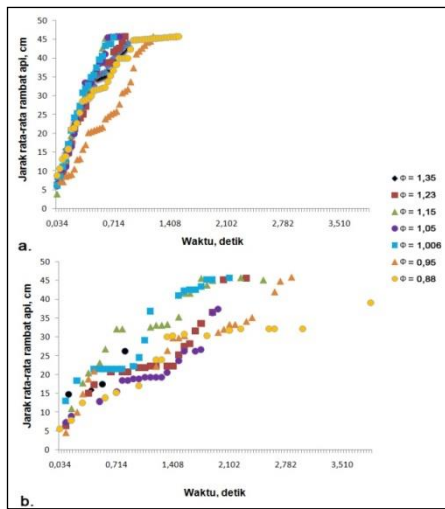 50
45
40
35
30
25
20
15
10
5
0
Jarak rata-rata rambat api, cm
0,034 0,714 1,408 2,102 2,782 3,510
a.
Waktu, detik
Φ = 1,35
Φ = 1,23
Φ = 1,15
Φ = 1,05
Φ = 1,006
Φ = 0,95
Φ = 0,88
50
45
40
35
30
25
20
15
10
5
0
Jarak rata-rata rambat api, cm
0,034 0,714 1,408 2,102 2,782 3,510
Waktu, detik
b.